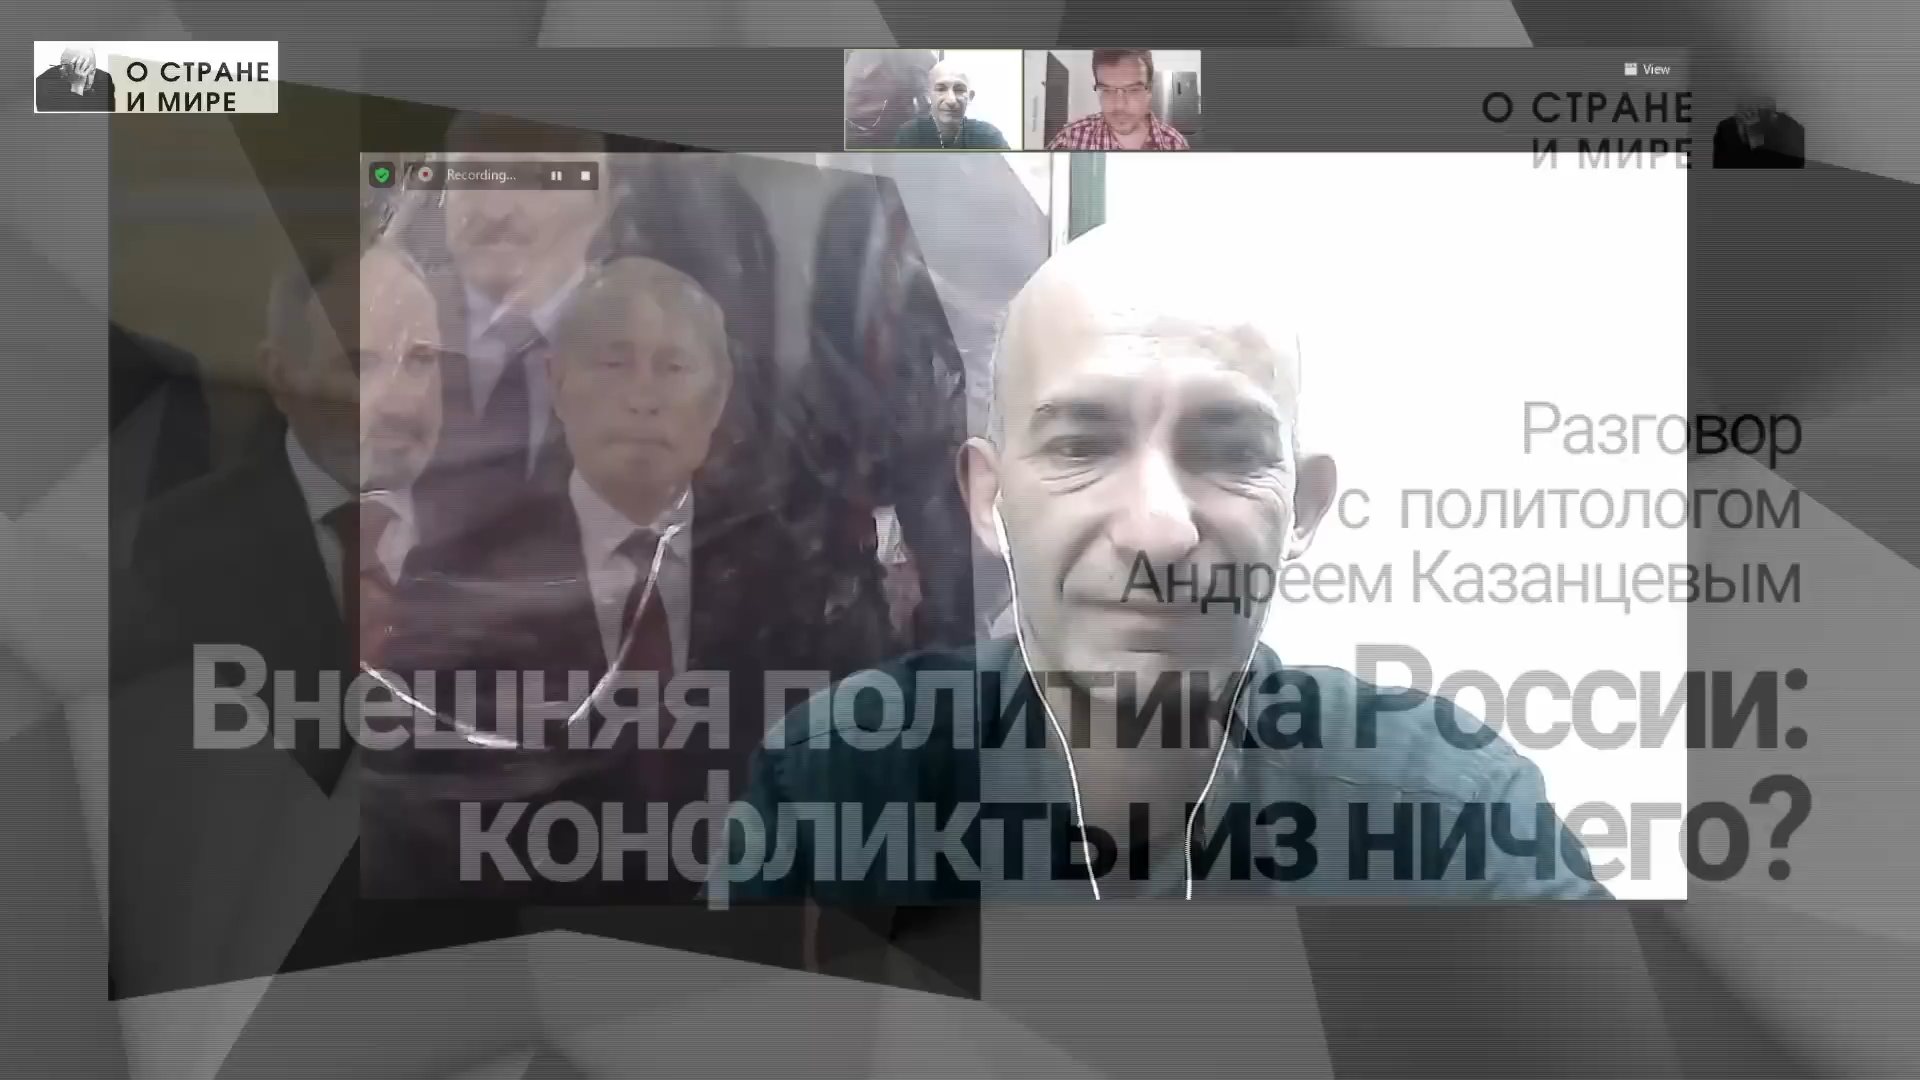 О СТРАНЕ
И МИРЕ
View
О СТРАНЕ
И МИРЕ
Recording...
Разговор
с политологом
Андреем Казанцевым
Внешняя политика России:
конфликты из ничего?